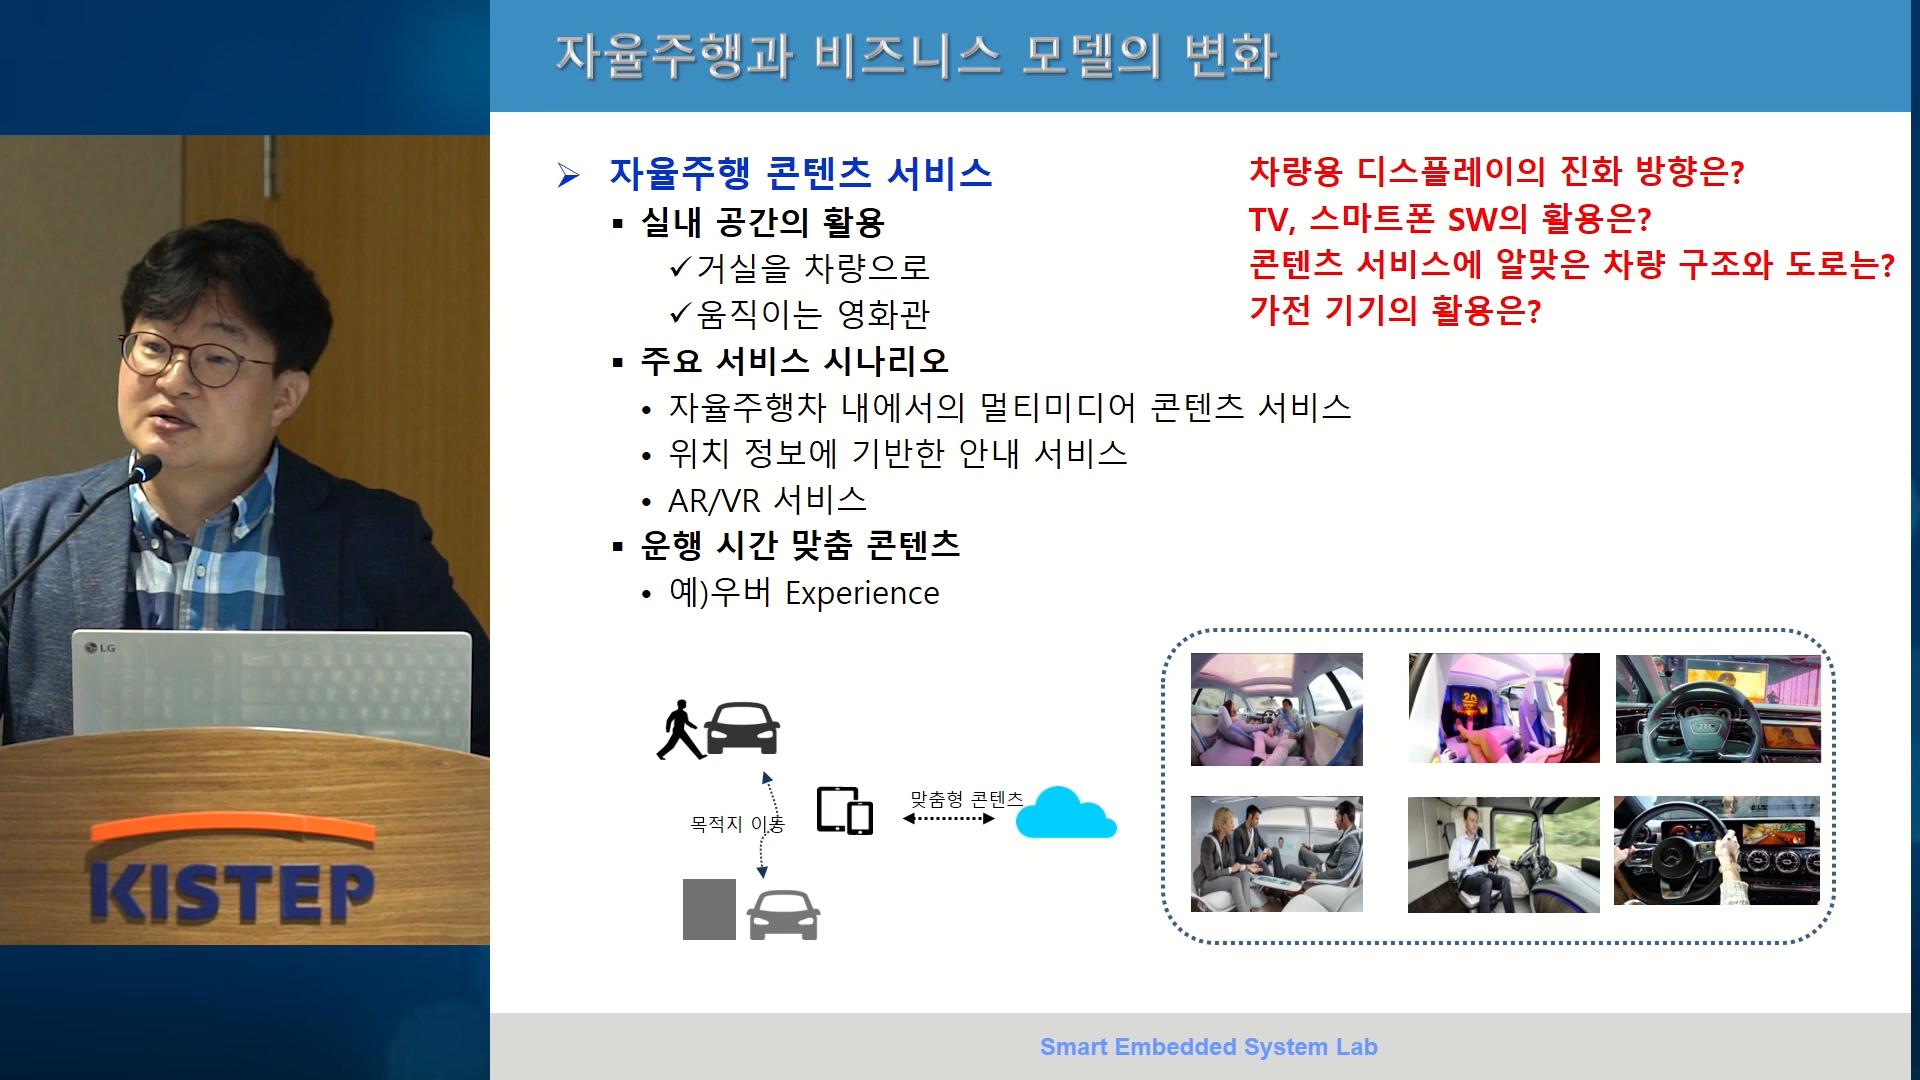 자율주행과 비즈니스 모델의 변화
➢ 자율주행 콘텐츠 서비스
▪ 실내 공간의 활용
✓거실을 차량으로
✓움직이는 영화관
▪ 주요 서비스 시나리오
• 자율주행차 내에서의 멀티미디어 콘텐츠 서비스
• 위치 정보에 기반한 안내 서비스
• AR/VR 서비스
▪ 운행 시간 맞춤 콘텐츠
• 예)우버 Experience
차량용 디스플레이의 진화 방향은?
TV, 스마트폰 SW의 활용은?
콘텐츠 서비스에 알맞은 차량 구조와 도로는?
가전 기기의 활용은?
목적지 이동
맞춤형 콘텐츠
LG
KISTEP
Smart Embedded System Lab